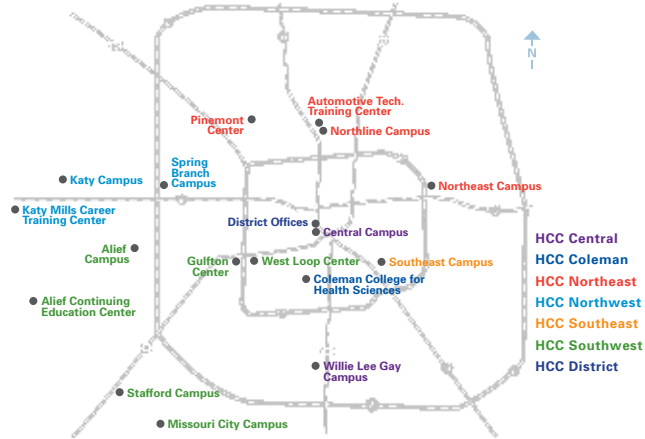 N
Automotive Tech.
Training Center
Pinemont
Center
Northline Campus
Spring
Branch
Campus
Katy Campus
Northeast Campus
Katy Mills Career
Training Center
District Offices
Central Campus
Alief
Campus
Gulfton
Center
West Loop Center
Southeast Campus
Coleman College for
Health Sciences
Alief Continuing
Education Center
Willie Lee Gay
Campus
Stafford Campus
Missouri City Campus
HCC Central
HCC Coleman
HCC Northeast
HCC Northwest
HCC Southeast
HCC Southwest
HCC District